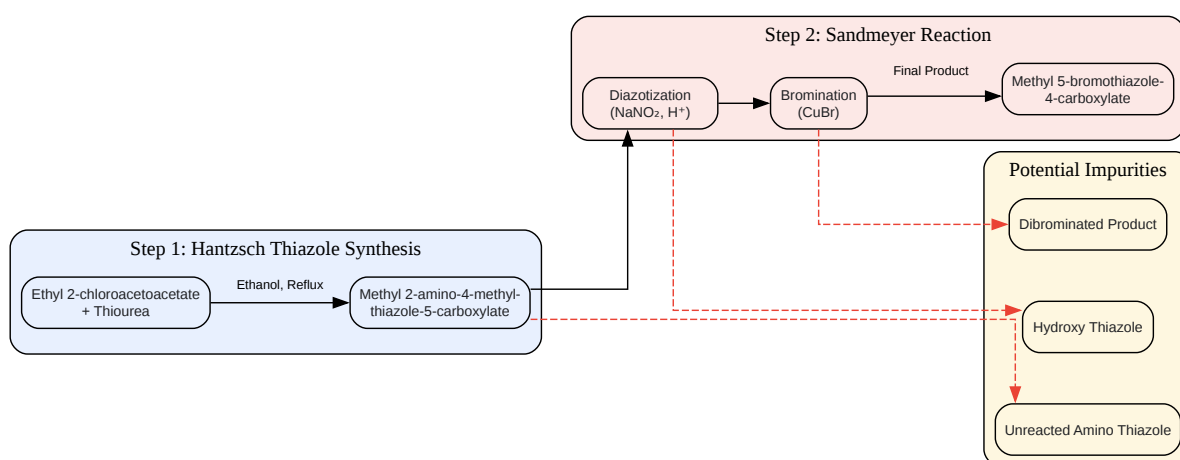 Step 2: Sandmeyer Reaction
Diazotization
(NaNO₂, H⁺)
Bromination
(CuBr)
Final Product
Methyl 5-bromothiazole-
4-carboxylate
Potential Impurities
Dibrominated Product
Hydroxy Thiazole
Unreacted Amino Thiazole
Step 1: Hantzsch Thiazole Synthesis
Ethyl 2-chloroacetoacetate
+ Thiourea
Ethanol, Reflux
Methyl 2-amino-4-methyl-
thiazole-5-carboxylate